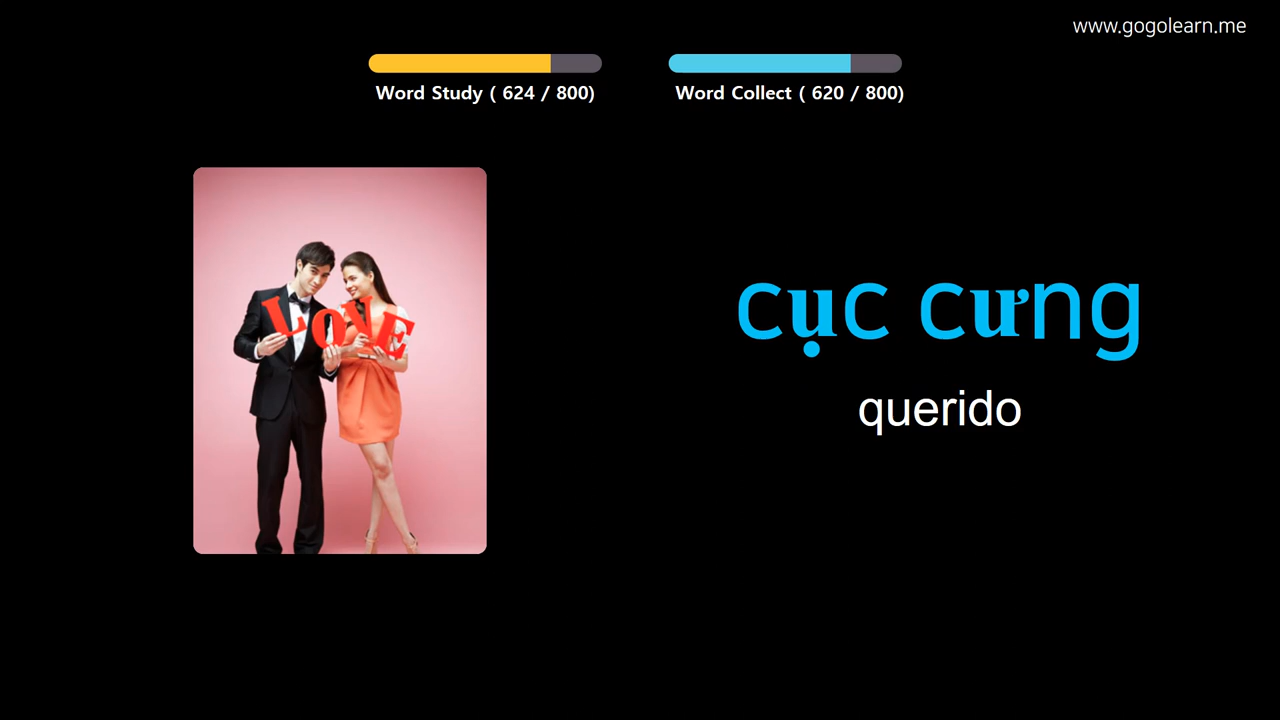 www.gogolearn.me
Word Study ( 624 / 800)
Word Collect ( 620 / 800)
LOVE
cục cưng
querido